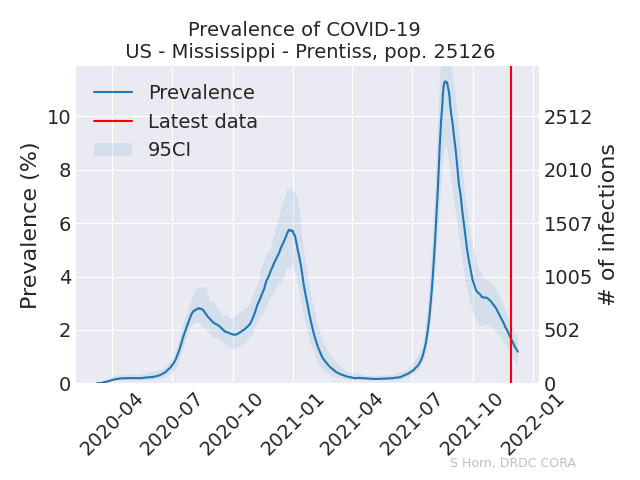 Prevalence of COVID-19
US - Mississippi - Prentiss, pop. 25126
Prevalence
Latest data
95CI
Prevalence (%)
10
8
6
4
2
0
2512
2010
1507
1005
502
0
# of infections
2020-04
2020-07
2020-10
2021-01
2021-04
2021-07
2021-10
2022-01
S Horn, DRDC CORA